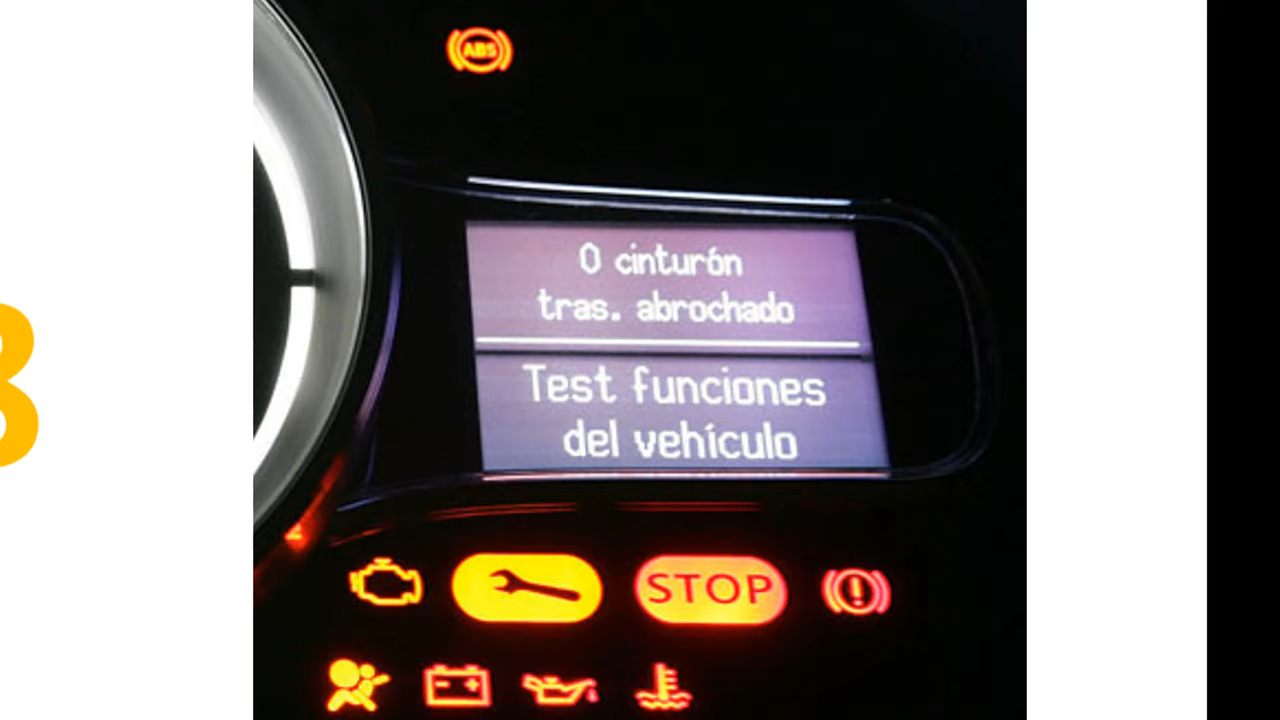 ABS
0 cinturón
tras. abrochado
Test funciones
del vehículo
STOP